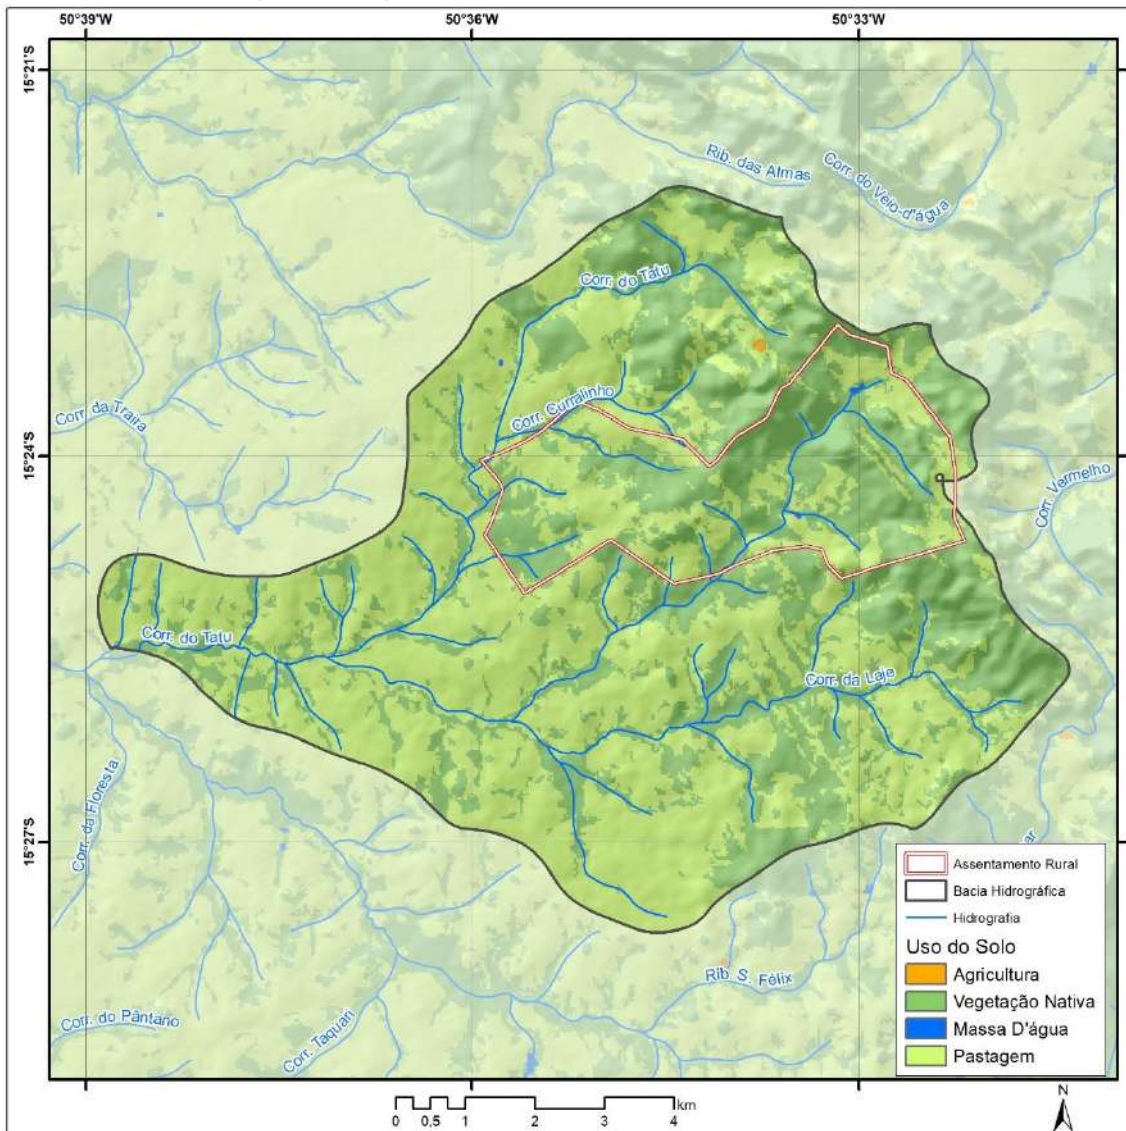 50°39'W
50°36'W
50°33'W
15°21'S
Rib. das Almas
Corr. do Veio-d'água
Corr. do Tatu
Corr. Curralinho
Corr. da Traíra
15°24'S
Corr. Vermelho
Corr. do Tatu
Corr. da Laje
Corr. da Floresta
15°27'S
Rib. S. Félix
Corr. do Pântano
Corr. Taquari
Assentamento Rural
Bacia Hidrográfica
Hidrografia
Uso do Solo
Agricultura
Vegetação Nativa
Massa D'água
Pastagem
0 0,5 1 2 3 4 km
N